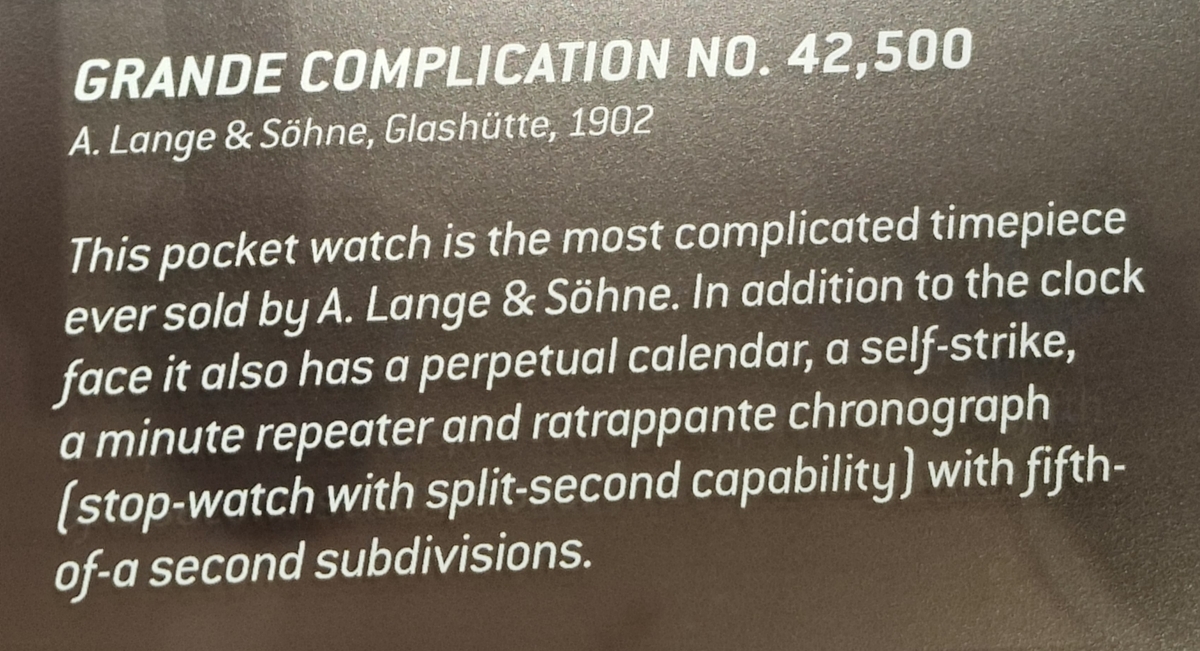 GRANDE COMPLICATION NO. 42,500
A. Lange & Söhne, Glashütte, 1902
This pocket watch is the most complicated timepiece
ever sold by A. Lange & Söhne. In addition to the clock
face it also has a perpetual calendar, a self-strike,
a minute repeater and ratrappante chronograph
(stop-watch with split-second capability) with fifth-
of-a second subdivisions.